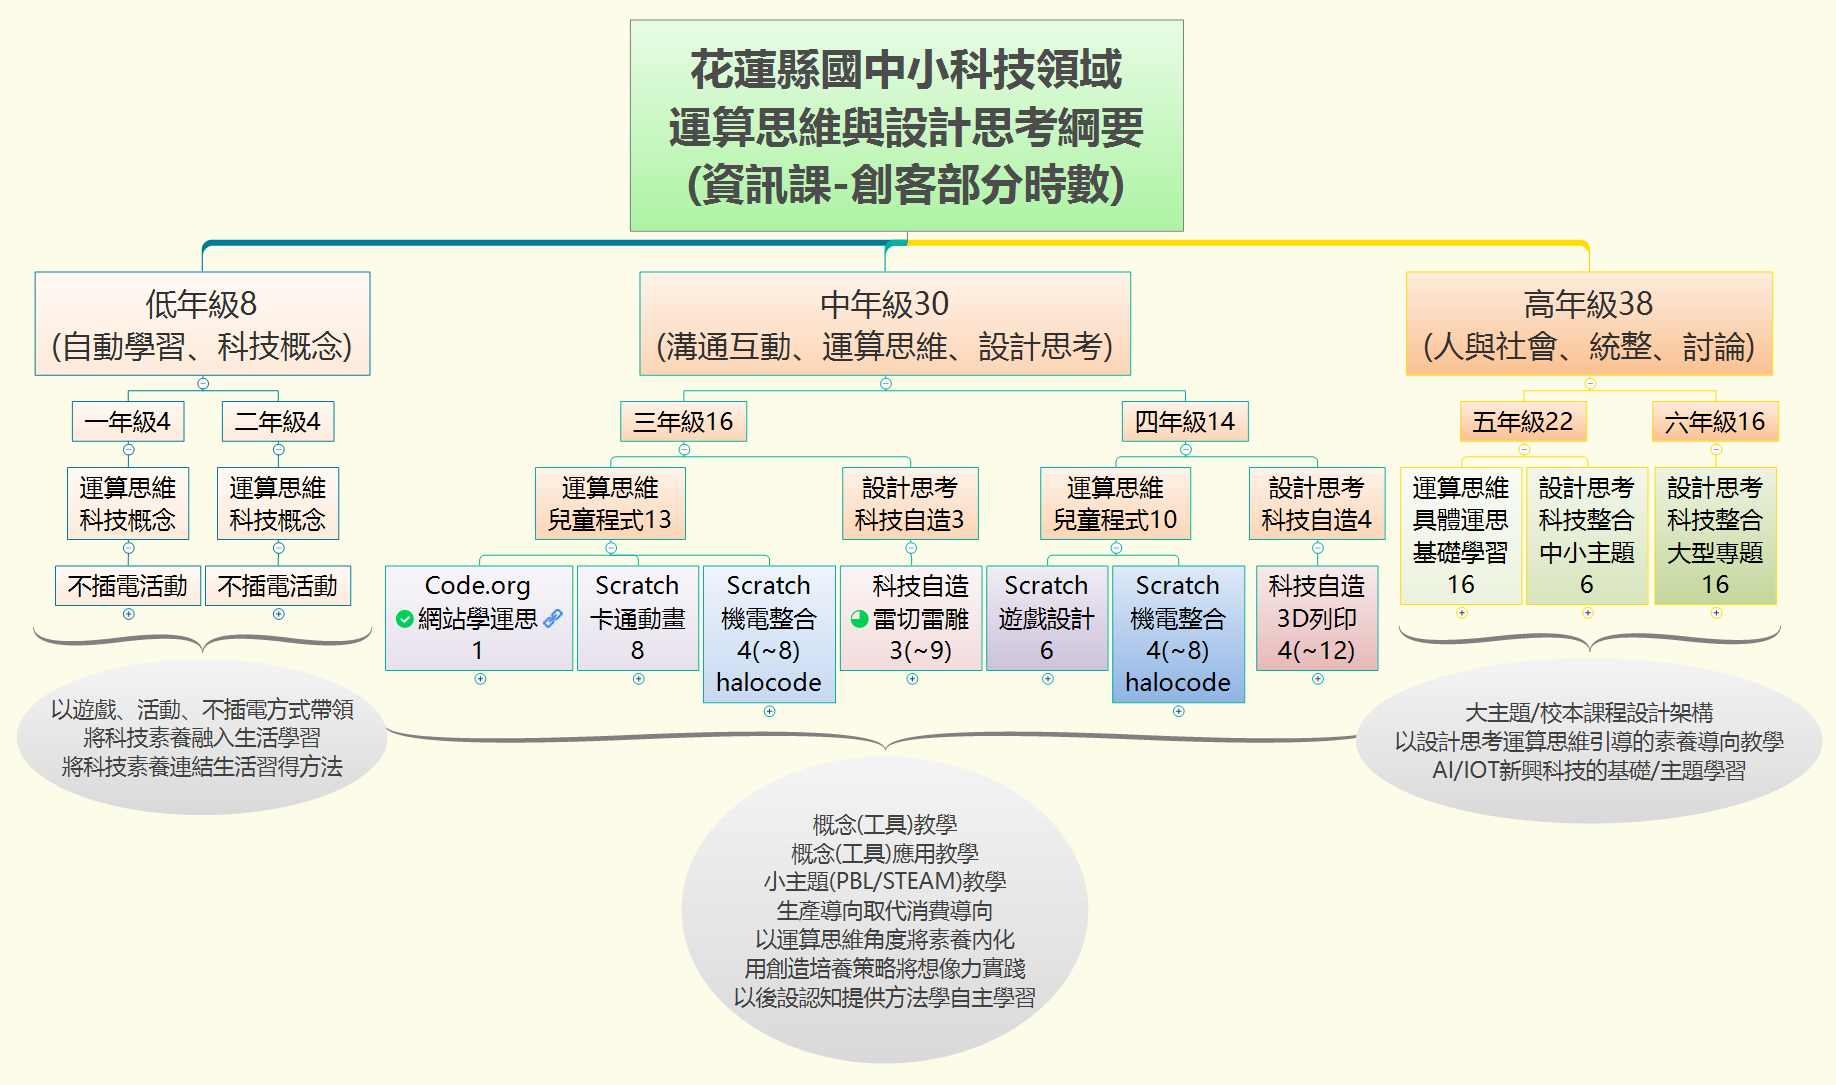 花蓮縣國中小科技領域
運算思維與設計思考綱要
(資訊課-創客部分時數)
低年級8
(自動學習、科技概念)
中年級30
(溝通互動、運算思維、設計思考)
高年級38
(人與社會、統整、討論)
一年級4
二年級4
三年級16
四年級14
五年級22
六年級16
運算思維
科技概念
運算思維
科技概念
運算思維
兒童程式13
設計思考
科技自造3
運算思維
兒童程式10
設計思考
科技自造4
運算思維
具體運思
基礎學習
16
設計思考
科技整合
中小主題
6
設計思考
科技整合
大型專題
16
不插電活動
不插電活動
Code.org
網站學運思
1
Scratch
卡通動畫
8
Scratch
機電整合
4(~8)
halocode
科技自造
雷切雷雕
3(~9)
Scratch
遊戲設計
6
Scratch
機電整合
4(~8)
halocode
科技自造
3D列印
4(~12)
以遊戲、活動、不插電方式帶領
將科技素養融入生活學習
將科技素養連結生活習得方法
概念(工具)教學
概念(工具)應用教學
小主題(PBL/STEAM)教學
生產導向取代消費導向
以運算思維角度將素養內化
用創造培養策略將想像力實踐
以後設認知提供方法學自主學習
大主題/校本課程設計架構
以設計思考運算思維引導的素養導向教學
AI/IOT新興科技的基礎/主題學習